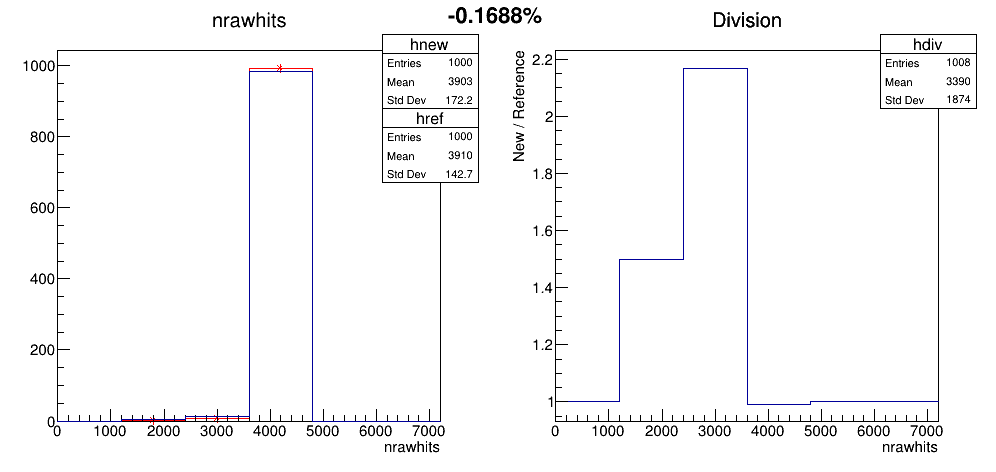 -0.1688%
nrawhits
hnew
Entries 1000
Mean 3903
Std Dev 172.2
href
Entries 1000
Mean 3910
Std Dev 142.7
1000
800
600
400
200
0
0 1000 2000 3000 4000 5000 6000 7000
nrawhits
Division
hdiv
Entries 1008
Mean 3390
Std Dev 1874
New / Reference
2.2
2
1.8
1.6
1.4
1.2
1
0 1000 2000 3000 4000 5000 6000 7000
nrawhits